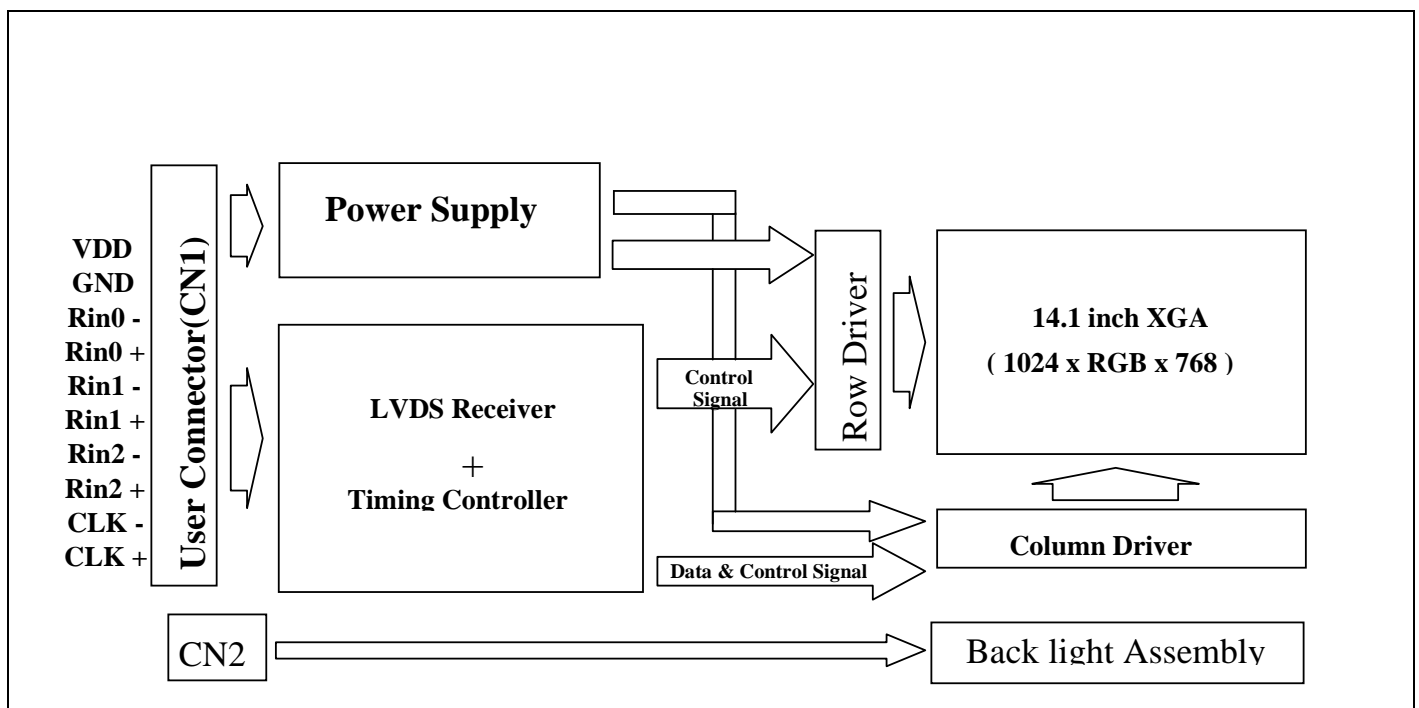 VDD
GND
Rin0 -
Rin0 +
Rin1 -
Rin1 +
Rin2 -
Rin2 +
CLK -
CLK +
User Connector(CN1)
Power Supply
LVDS Receiver
+
Timing Controller
Control
Signal
Data & Control Signal
Row Driver
14.1 inch XGA
( 1024 x RGB x 768 )
Column Driver
CN2
Back light Assembly